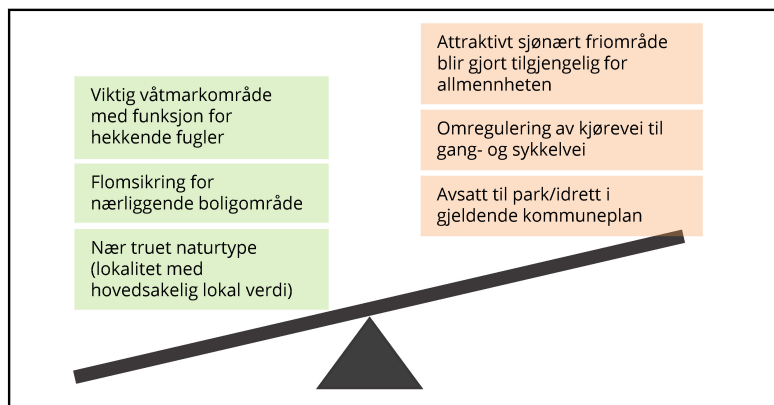 Viktig våtmarkområde
med funksjon for
hekkende fugler
Flomsikring for
nærliggende boligområde
Nær truet naturtype
(lokalitet med
hovedsakelig lokal verdi)
Attraktivt sjønært friområde
blir gjort tilgjengelig for
allmennheten
Omregulering av kjørevei til
gang- og sykkelvei
Avsatt til park/idrett i
gjeldende kommuneplan